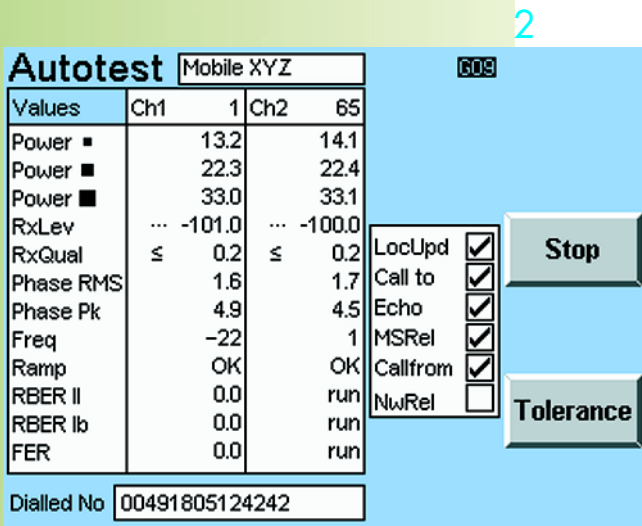 2
Autotest Mobile XYZ G09
Values Ch1 1 Ch2 65
Power ▪ 13.2 14.1
Power ■ 22.3 22.4
Power ■ 33.0 33.1
RxLev ··· -101.0 ··· -100.0
RxQual ≤ 0.2 ≤ 0.2
Phase RMS 1.6 1.7
Phase Pk 4.9 4.5
Freq −22 1
Ramp OK OK
RBER II 0.0 run
RBER Ib 0.0 run
FER 0.0 run
LocUpd ✓
Call to ✓
Echo ✓
MSRel ✓
Callfrom ✓
NwRel
Stop
Tolerance
Dialled No 00491805124242